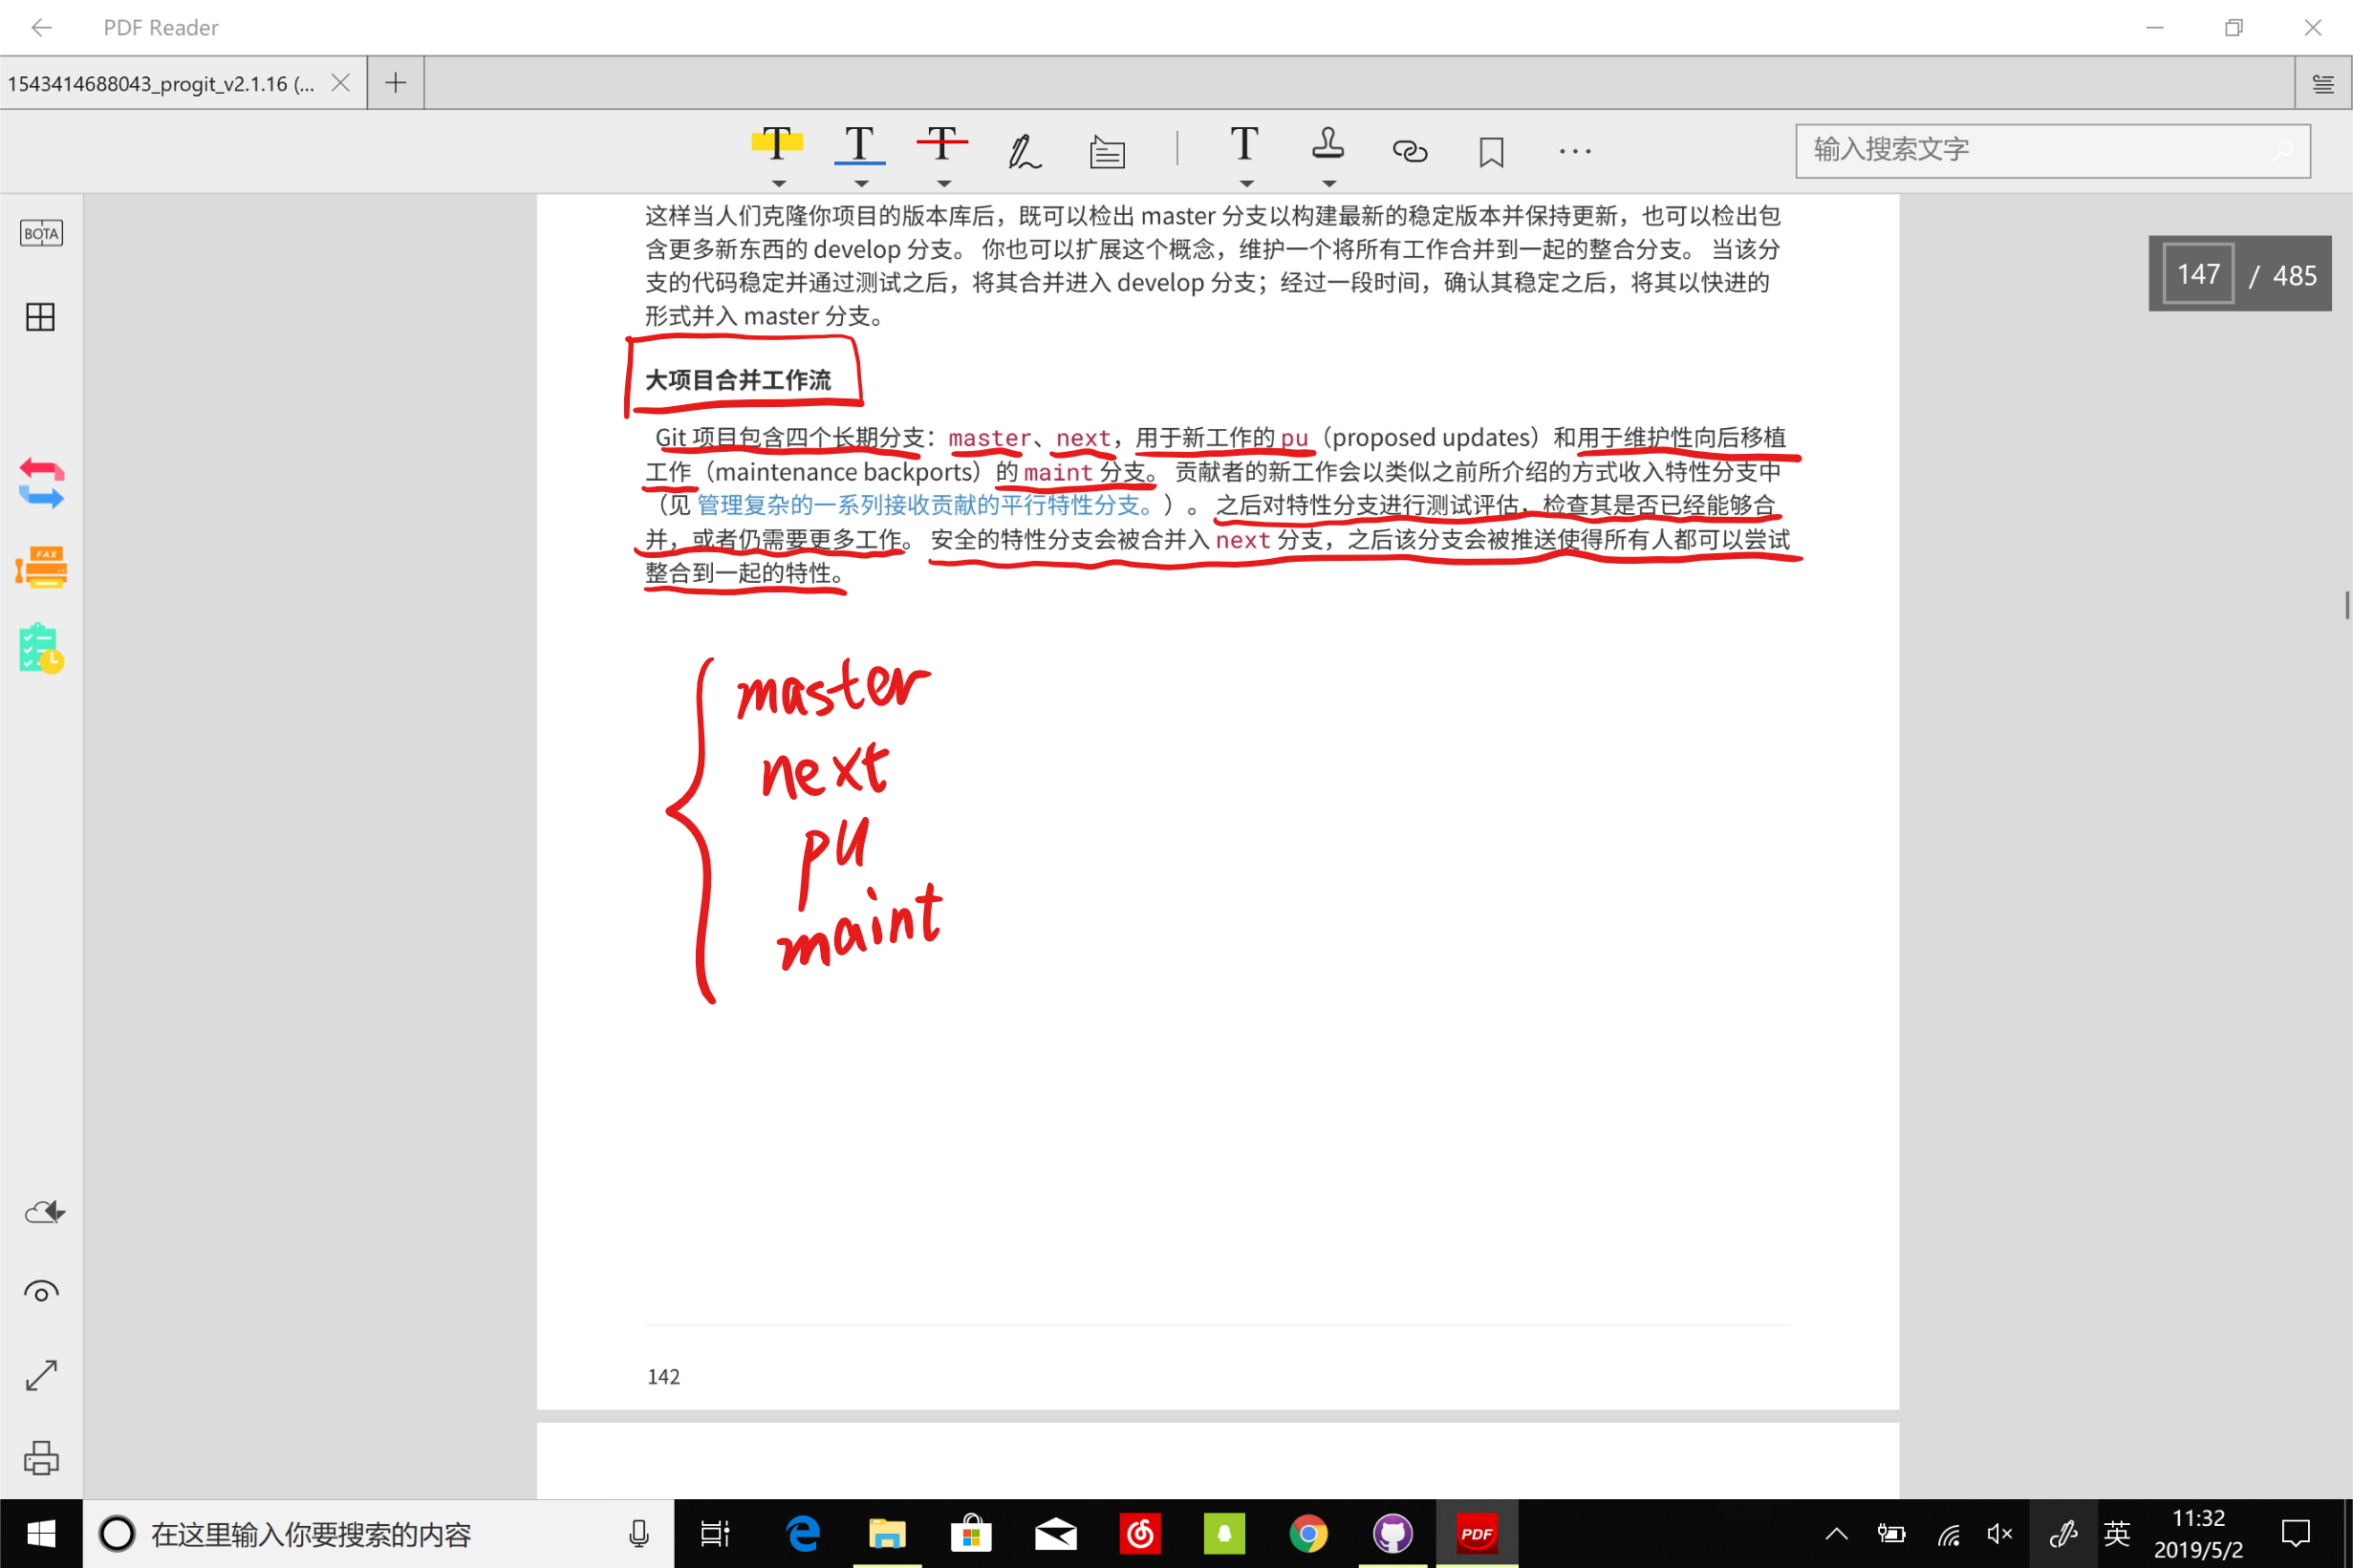 PDF Reader
1543414688043_progit_v2.1.16 (...
T T T T ...
输入搜索文字
BOTA
147 / 485
这样当人们克隆你项目的版本库后，既可以检出 master 分支以构建最新的稳定版本并保持更新，也可以检出包
含更多新东西的 develop 分支。 你也可以扩展这个概念，维护一个将所有工作合并到一起的整合分支。 当该分
支的代码稳定并通过测试之后，将其合并进入 develop 分支；经过一段时间，确认其稳定之后，将其以快进的
形式并入 master 分支。
大项目合并工作流
Git 项目包含四个长期分支：master、next，用于新工作的 pu（proposed updates）和用于维护性向后移植
工作（maintenance backports）的 maint 分支。 贡献者的新工作会以类似之前所介绍的方式收入特性分支中
（见 管理复杂的一系列接收贡献的平行特性分支。）。 之后对特性分支进行测试评估，检查其是否已经能够合
并，或者仍需要更多工作。 安全的特性分支会被合并入 next 分支，之后该分支会被推送使得所有人都可以尝试
整合到一起的特性。
FAX
master
next
pu
maint
142
在这里输入你要搜索的内容
PDF
英
11:32
2019/5/2